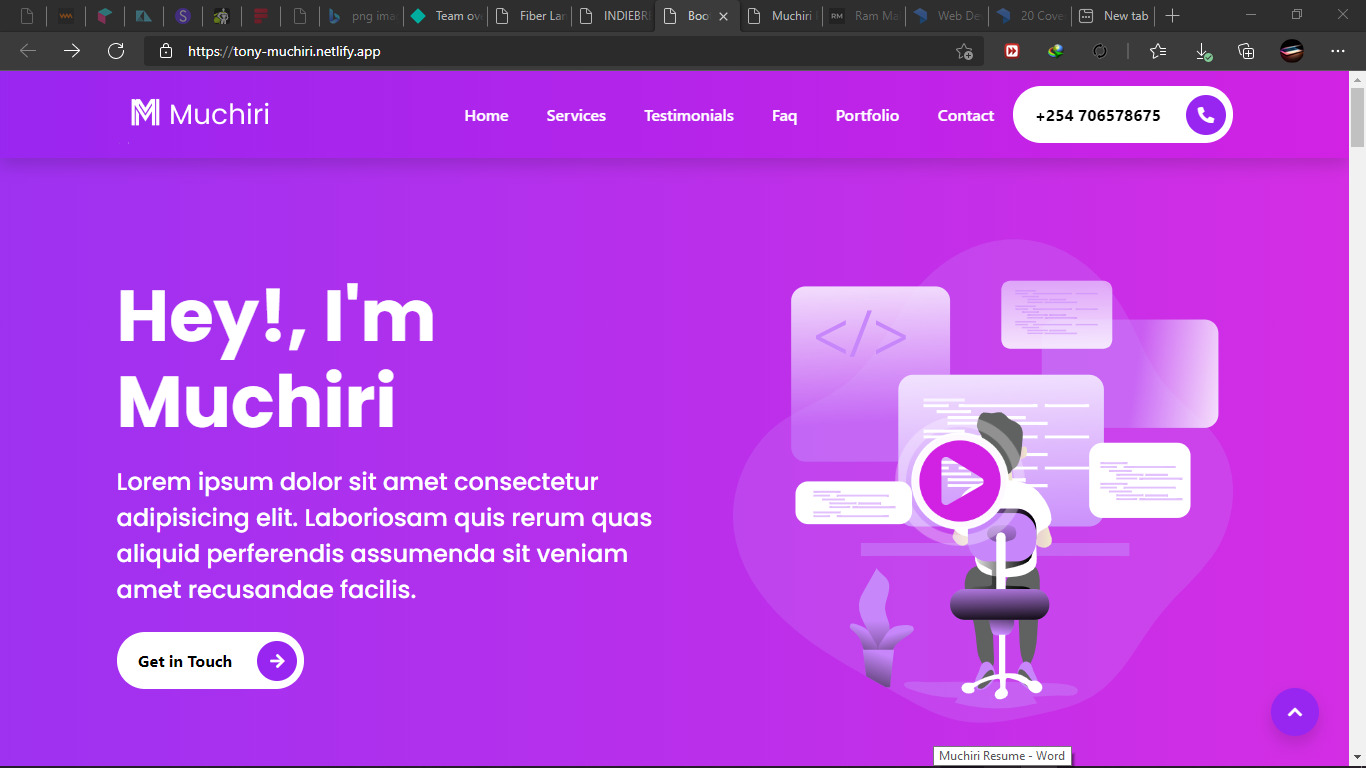 png ima
Team ov
Fiber Lan
INDIEBR
Boo
Muchiri
RM
Ram Ma
Web De
20 Cove
New tab
https://tony-muchiri.netlify.app
M Muchiri
Home
Services
Testimonials
Faq
Portfolio
Contact
+254 706578675
Hey!, I'm
Muchiri
</>
Lorem ipsum dolor sit amet consectetur
adipisicing elit. Laboriosam quis rerum quas
aliquid perferendis assumenda sit veniam
amet recusandae facilis.
Get in Touch
Muchiri Resume - Word